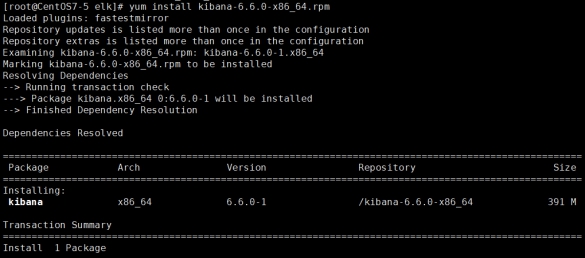 [root@CentOS7-5 elk]# yum install kibana-6.6.0-x86_64.rpm
Loaded plugins: fastestmirror
Repository updates is listed more than once in the configuration
Repository extras is listed more than once in the configuration
Examining kibana-6.6.0-x86_64.rpm: kibana-6.6.0-1.x86_64
Marking kibana-6.6.0-x86_64.rpm to be installed
Resolving Dependencies
--> Running transaction check
---> Package kibana.x86_64 0:6.6.0-1 will be installed
--> Finished Dependency Resolution
Dependencies Resolved
Package Arch Version Repository Size
Installing:
kibana x86_64 6.6.0-1 /kibana-6.6.0-x86_64 391 M
Transaction Summary
Install 1 Package